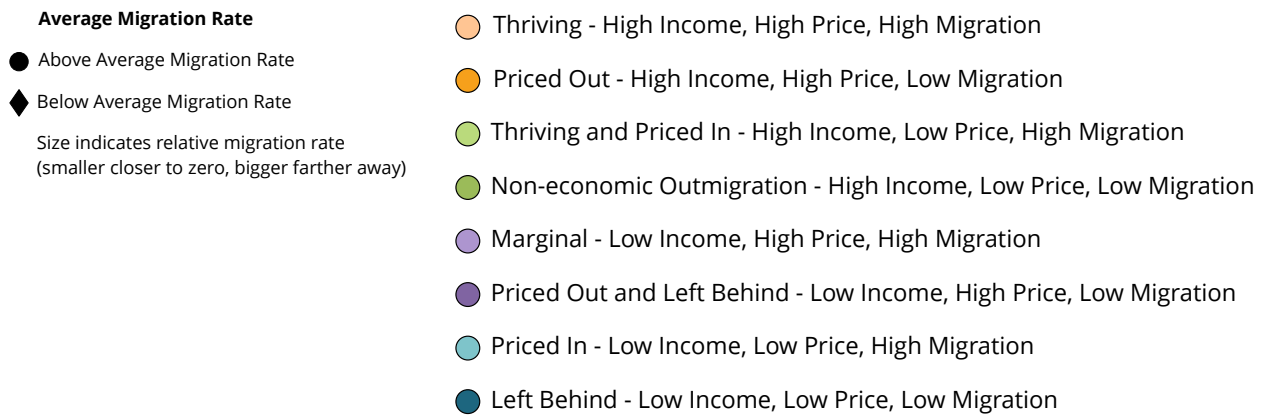 Average Migration Rate
Above Average Migration Rate
Below Average Migration Rate
Size indicates relative migration rate
(smaller closer to zero, bigger farther away)
Thriving - High Income, High Price, High Migration
Priced Out - High Income, High Price, Low Migration
Thriving and Priced In - High Income, Low Price, High Migration
Non-economic Outmigration - High Income, Low Price, Low Migration
Marginal - Low Income, High Price, High Migration
Priced Out and Left Behind - Low Income, High Price, Low Migration
Priced In - Low Income, Low Price, High Migration
Left Behind - Low Income, Low Price, Low Migration